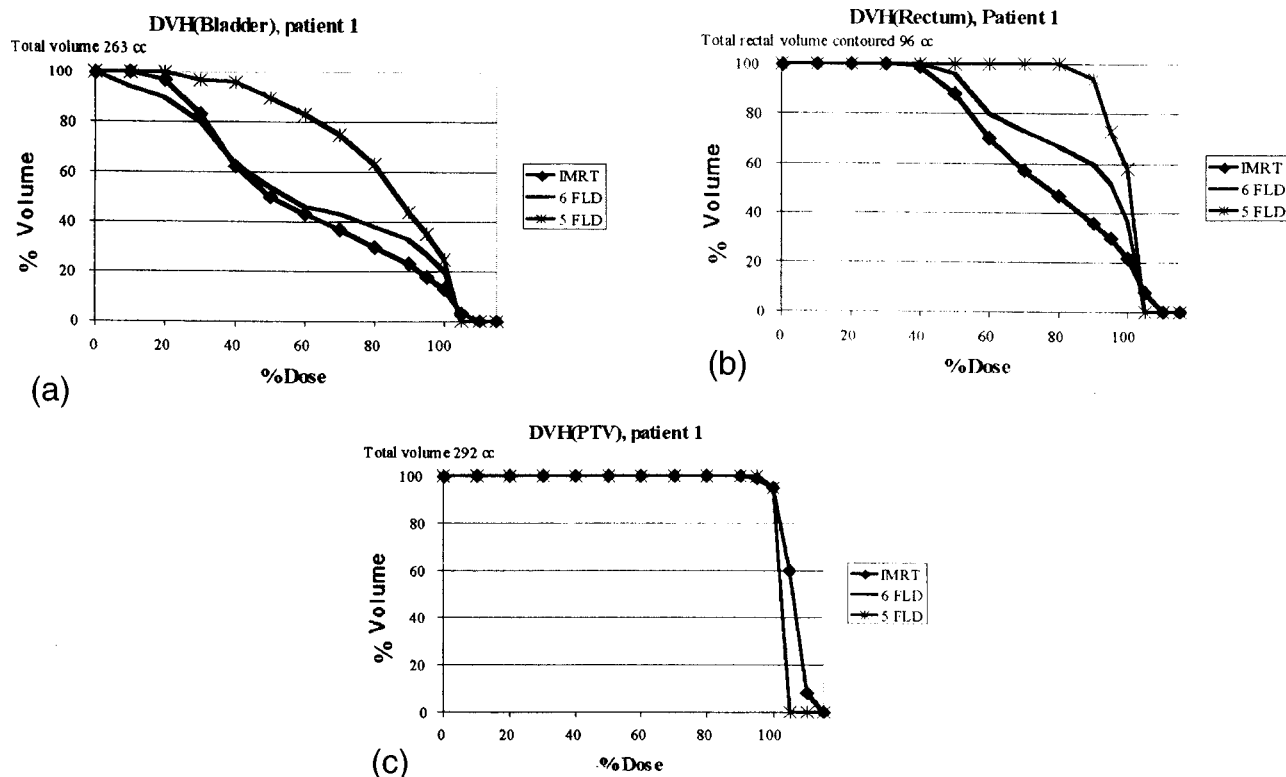 DVH(Bladder), patient 1
Total volume 263 cc
100
80
60
40
20
0
% Volume
0 20 40 60 80 100
%Dose
IMRT
6 FLD
5 FLD
(a)
DVH(Rectum), Patient 1
Total rectal volume contoured 96 cc
100
80
60
40
20
0
% Volume
0 20 40 60 80 100
%Dose
IMRT
6 FLD
5 FLD
(b)
DVH(PTV), patient 1
Total volume 292 cc
100
80
60
40
20
0
% Volume
0 20 40 60 80 100
%Dose
IMRT
6 FLD
5 FLD
(c)